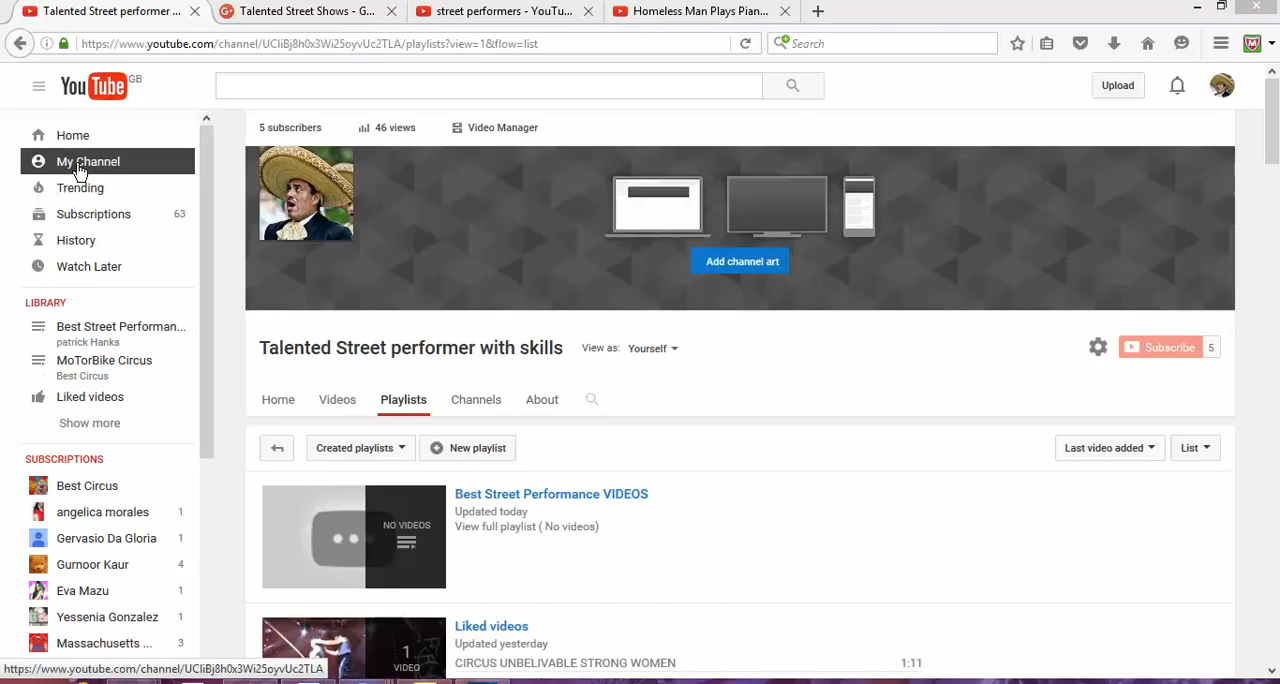 Talented Street performer ...
Talented Street Shows - G...
street performers - YouTu...
Homeless Man Plays Pian...
https://www.youtube.com/channel/UCliBj8h0x3Wi25oyvUc2TLA/playlists?view=1&flow=list
Search
YouTube GB
Upload
Home
My Channel
Trending
Subscriptions 63
History
Watch Later
LIBRARY
Best Street Performan...
patrick Hanks
MoTorBike Circus
Best Circus
Liked videos
Show more
SUBSCRIPTIONS
Best Circus
angelica morales 1
Gervasio Da Gloria 1
Gurnoor Kaur 4
Eva Mazu 1
Yessenia Gonzalez 1
Massachusetts ... 3
https://www.youtube.com/channel/UCliBj8h0x3Wi25oyvUc2TLA
5 subscribers 46 views Video Manager
Add channel art
Talented Street performer with skills View as: Yourself
Subscribe 5
Home Videos Playlists Channels About
Created playlists New playlist Last video added List
NO VIDEOS
Best Street Performance VIDEOS
Updated today
View full playlist ( No videos)
1
VIDEO
Liked videos
Updated yesterday
CIRCUS UNBELIVABLE STRONG WOMEN 1:11